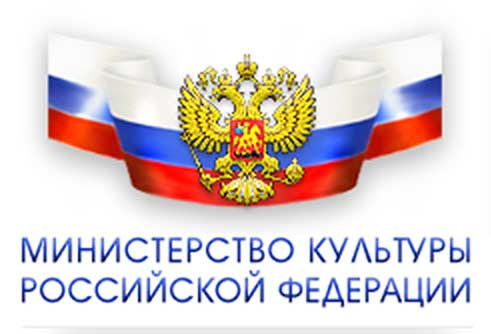 МИНИСТЕРСТВО КУЛЬТУРЫ
РОССИЙСКОЙ ФЕДЕРАЦИИ